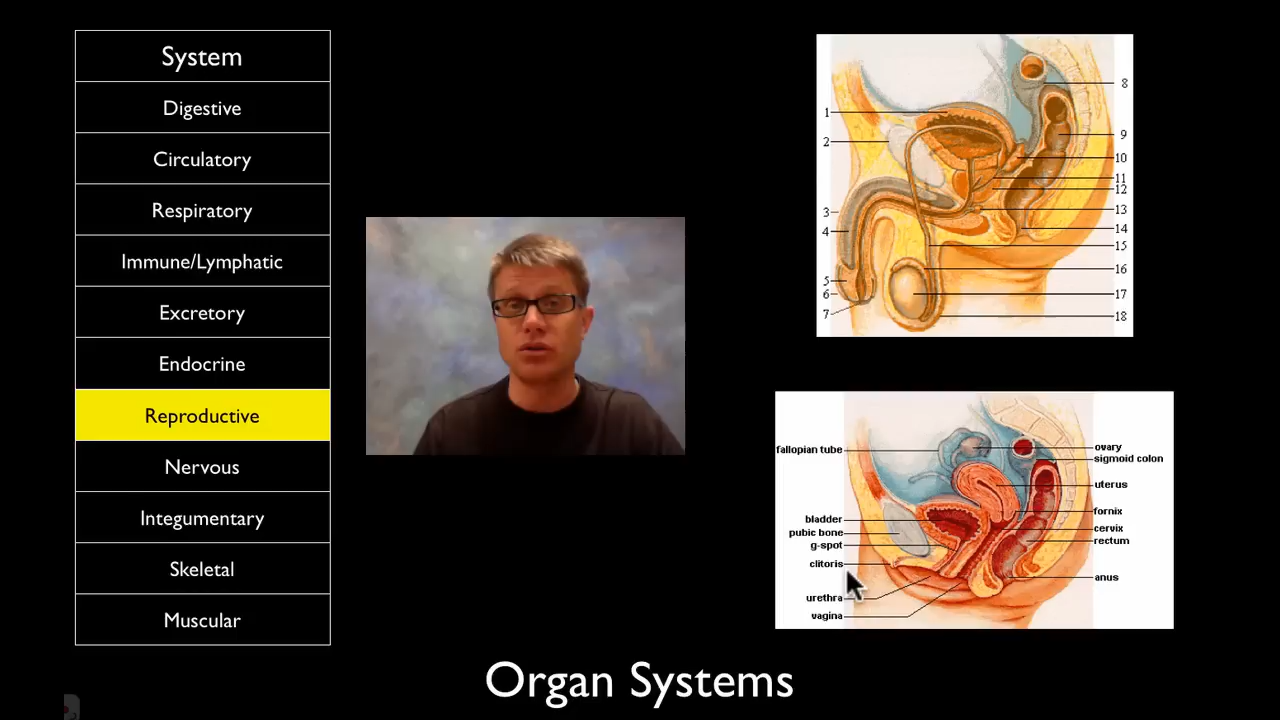 System
Digestive
Circulatory
Respiratory
Immune/Lymphatic
Excretory
Endocrine
Reproductive
Nervous
Integumentary
Skeletal
Muscular
1
2
3
4
5
6
7
8
9
10
11
12
13
14
15
16
17
18
fallopian tube
bladder
pubic bone
g-spot
clitoris
urethra
vagina
ovary
sigmoid colon
uterus
fornix
cervix
rectum
anus
Organ Systems